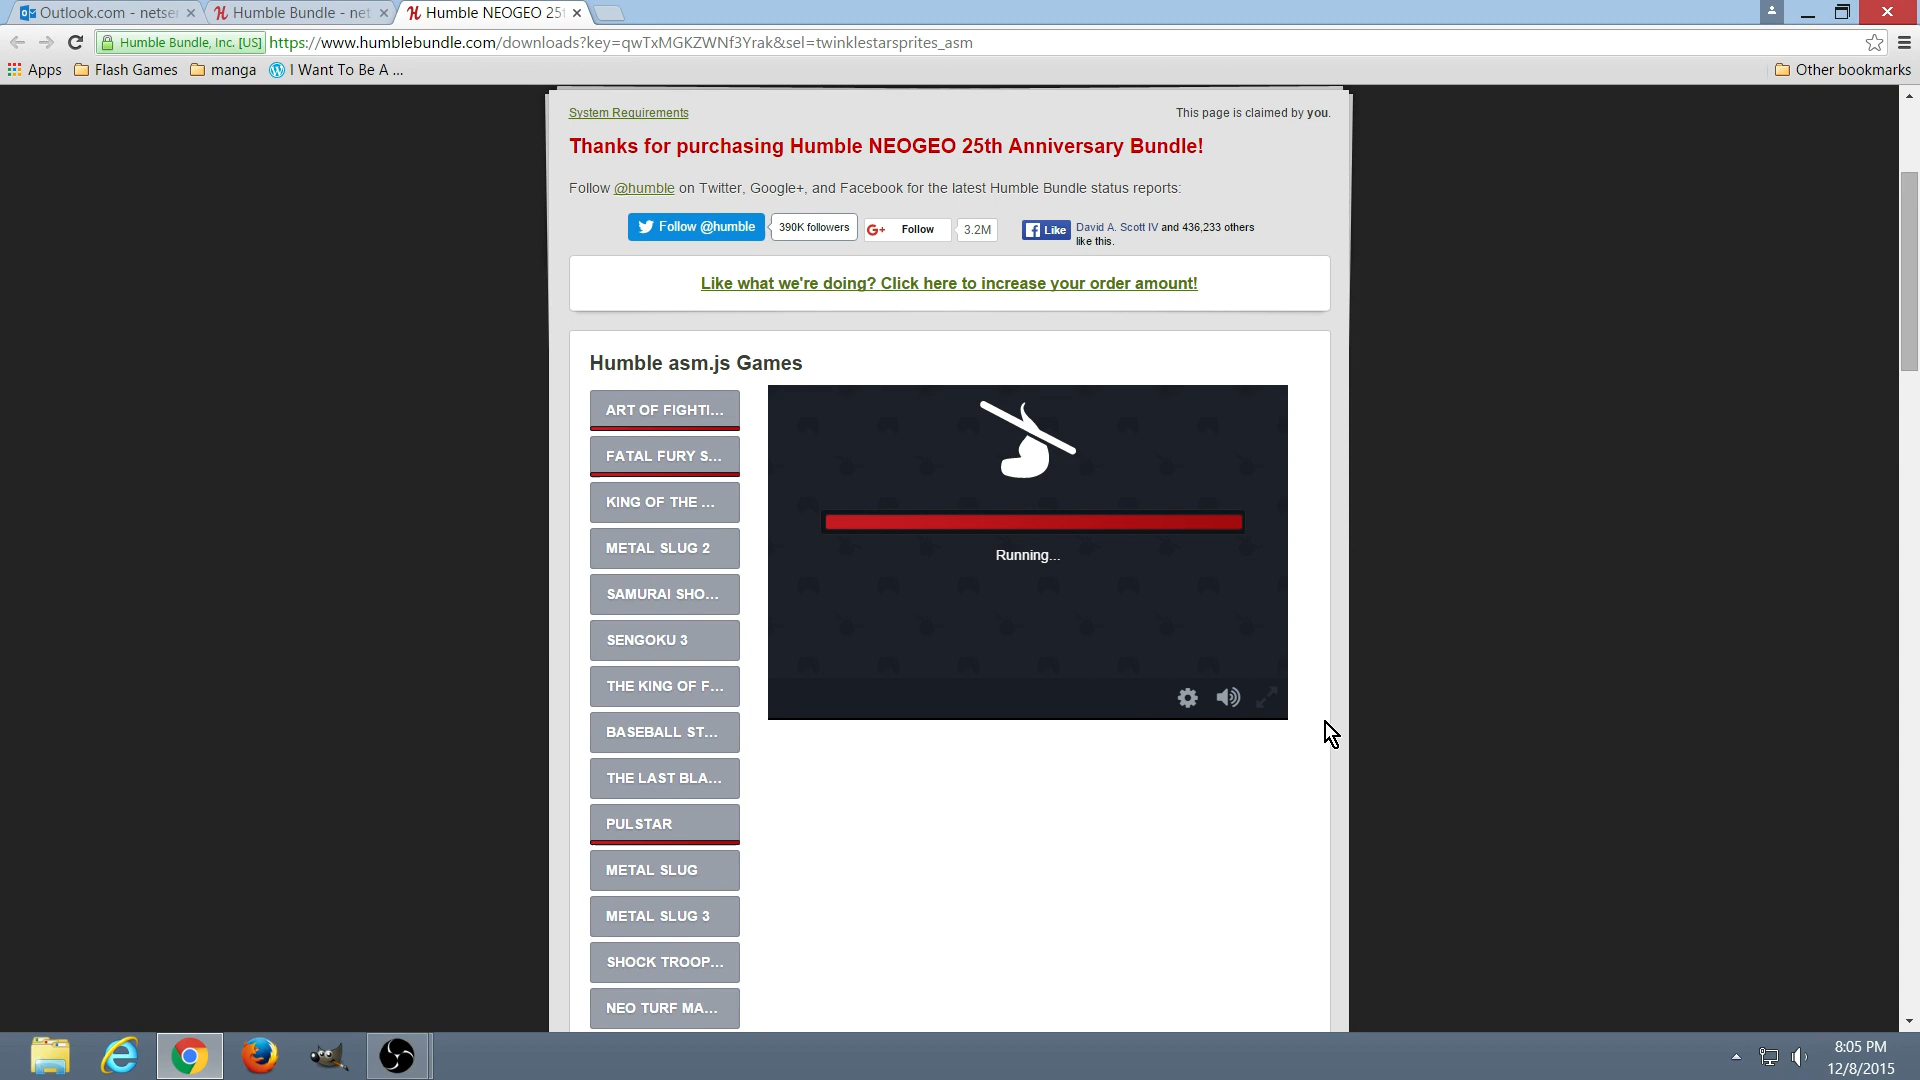 Outlook.com - netser
Humble Bundle - net
Humble NEOGEO 25t
Humble Bundle, Inc. [US]
https://www.humblebundle.com/downloads?key=qwTxMGKZWNf3Yrak&sel=twinklestarsprites_asm
Apps
Flash Games
manga
I Want To Be A ...
Other bookmarks
System Requirements
This page is claimed by you.
Thanks for purchasing Humble NEOGEO 25th Anniversary Bundle!
Follow @humble on Twitter, Google+, and Facebook for the latest Humble Bundle status reports:
Follow @humble
390K followers
G+
Follow
3.2M
Like
David A. Scott IV and 436,233 others
like this.
Like what we're doing? Click here to increase your order amount!
Humble asm.js Games
ART OF FIGHTI...
FATAL FURY S...
KING OF THE ...
METAL SLUG 2
SAMURAI SHO...
SENGOKU 3
THE KING OF F...
BASEBALL ST...
THE LAST BLA...
PULSTAR
METAL SLUG
METAL SLUG 3
SHOCK TROOP...
NEO TURF MA...
Running...
8:05 PM
12/8/2015